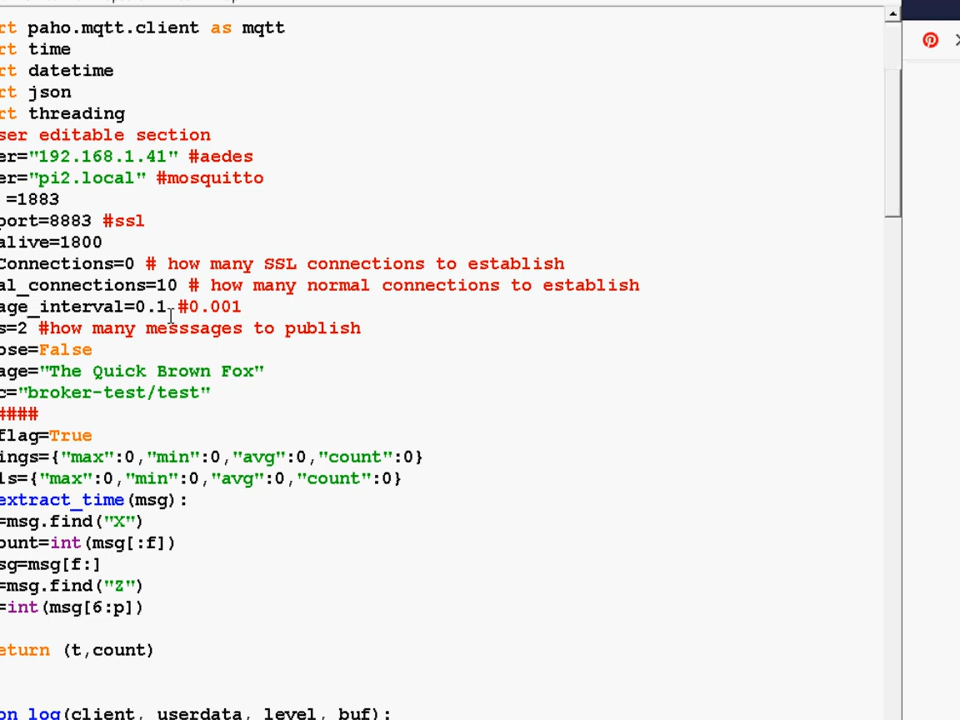 rt paho.mqtt.client as mqtt
rt time
rt datetime
rt json
rt threading
ser editable section
er="192.168.1.41" #aedes
er="pi2.local" #mosquitto
=1883
port=8883 #ssl
alive=1800
Connections=0 # how many SSL connections to establish
al_connections=10 # how many normal connections to establish
age_interval=0.1 #0.001
s=2 #how many messsages to publish
ose=False
age="The Quick Brown Fox"
c="broker-test/test"
####
flag=True
ings={"max":0,"min":0,"avg":0,"count":0}
ls={"max":0,"min":0,"avg":0,"count":0}
extract_time(msg):
=msg.find("X")
ount=int(msg[:f])
sg=msg[f:]
=msg.find("Z")
=int(msg[6:p])
eturn (t,count)
on_log(client, userdata, level, buf):